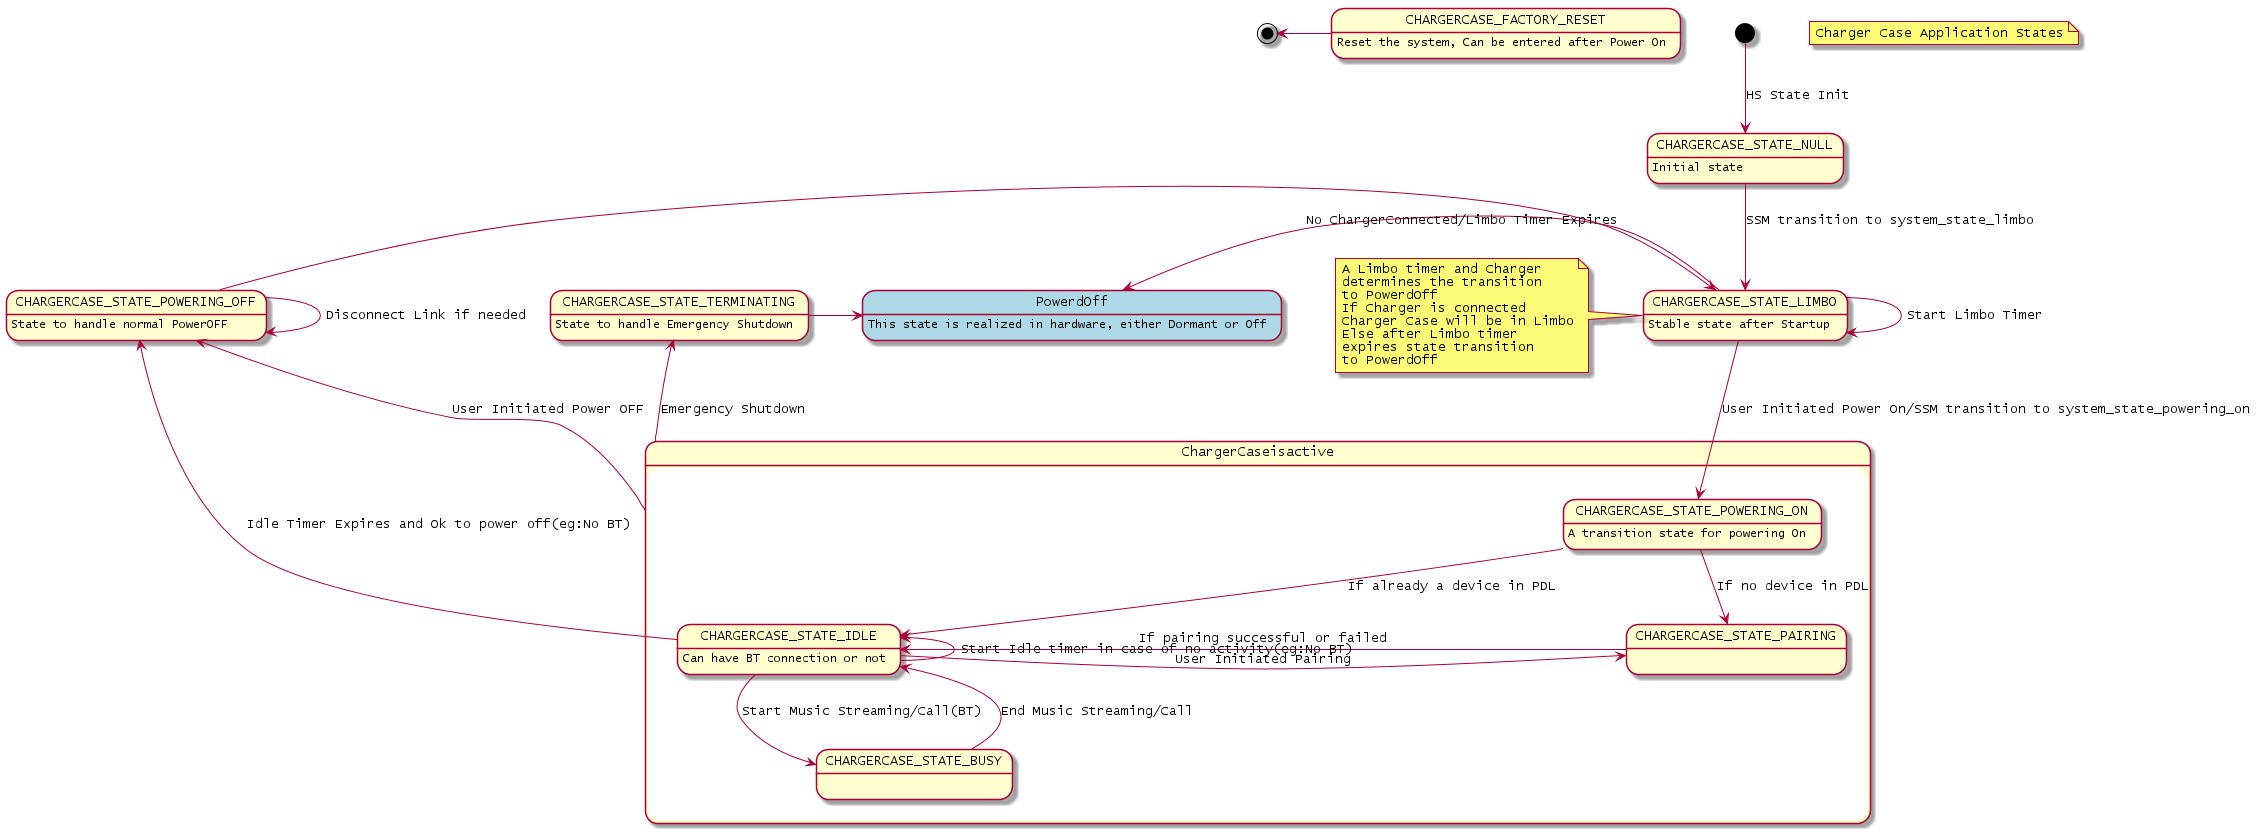 CHARGERCASE_FACTORY_RESET
Reset the system, Can be entered after Power On
Charger Case Application States
HS State Init
CHARGERCASE_STATE_NULL
Initial state
No ChargerConnected/Limbo Timer Expires
SSM transition to system_state_limbo
CHARGERCASE_STATE_POWERING_OFF
State to handle normal PowerOFF
Disconnect Link if needed
CHARGERCASE_STATE_TERMINATING
State to handle Emergency Shutdown
PowerdOff
This state is realized in hardware, either Dormant or Off
A Limbo timer and Charger
determines the transition
to PowerdOff
If Charger is connected
Charger Case will be in Limbo
Else after Limbo timer
expires state transition
to PowerdOff
CHARGERCASE_STATE_LIMBO
Stable state after Startup
Start Limbo Timer
User Initiated Power OFF
Emergency Shutdown
User Initiated Power On/SSM transition to system_state_powering_on
ChargerCaseisactive
CHARGERCASE_STATE_POWERING_ON
A transition state for powering On
Idle Timer Expires and Ok to power off(eg:No BT)
If already a device in PDL
If no device in PDL
CHARGERCASE_STATE_IDLE
Can have BT connection or not
If pairing successful or failed
Start Idle timer in case of no activity(eg:No BT)
User Initiated Pairing
CHARGERCASE_STATE_PAIRING
Start Music Streaming/Call(BT)
End Music Streaming/Call
CHARGERCASE_STATE_BUSY